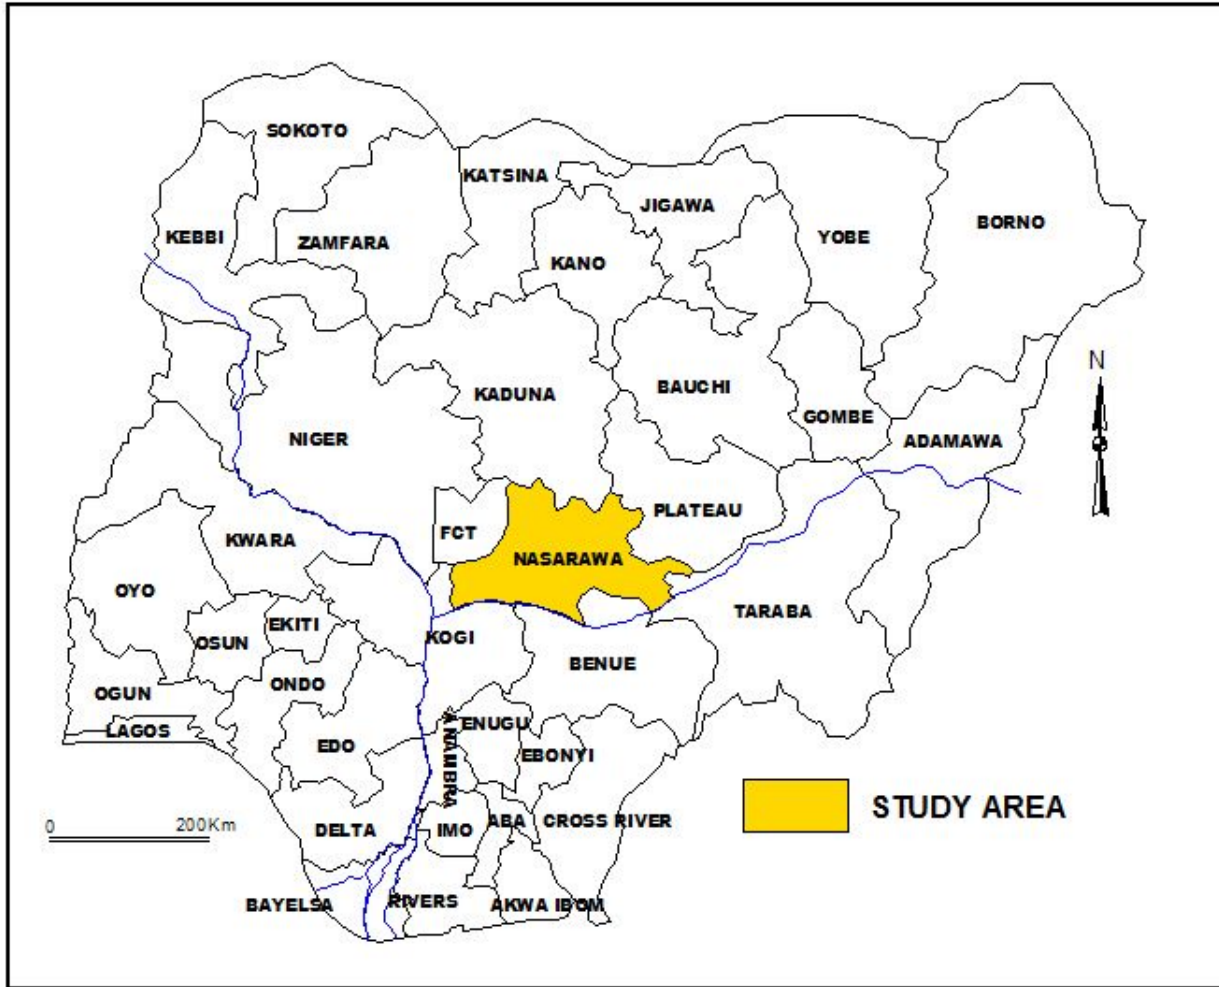 SOKOTO
KATSINA
JIGAWA
KEBBI
ZAMFARA
KANO
YOBE
BORNO
N
KADUNA
BAUCHI
GOMBE
ADAMAWA
NIGER
PLATEAU
FCT
NASARAWA
KWARA
OYO
TARABA
EKITI
OSUN
KOGI
BENUE
ONDO
OGUN
LAGOS
EDO
ANAMBRA
ENUGU
EBONYI
STUDY AREA
0 200Km
DELTA
IMO
ABA
CROSS RIVER
BAYELSA
RIVERS
AKWA IBOM